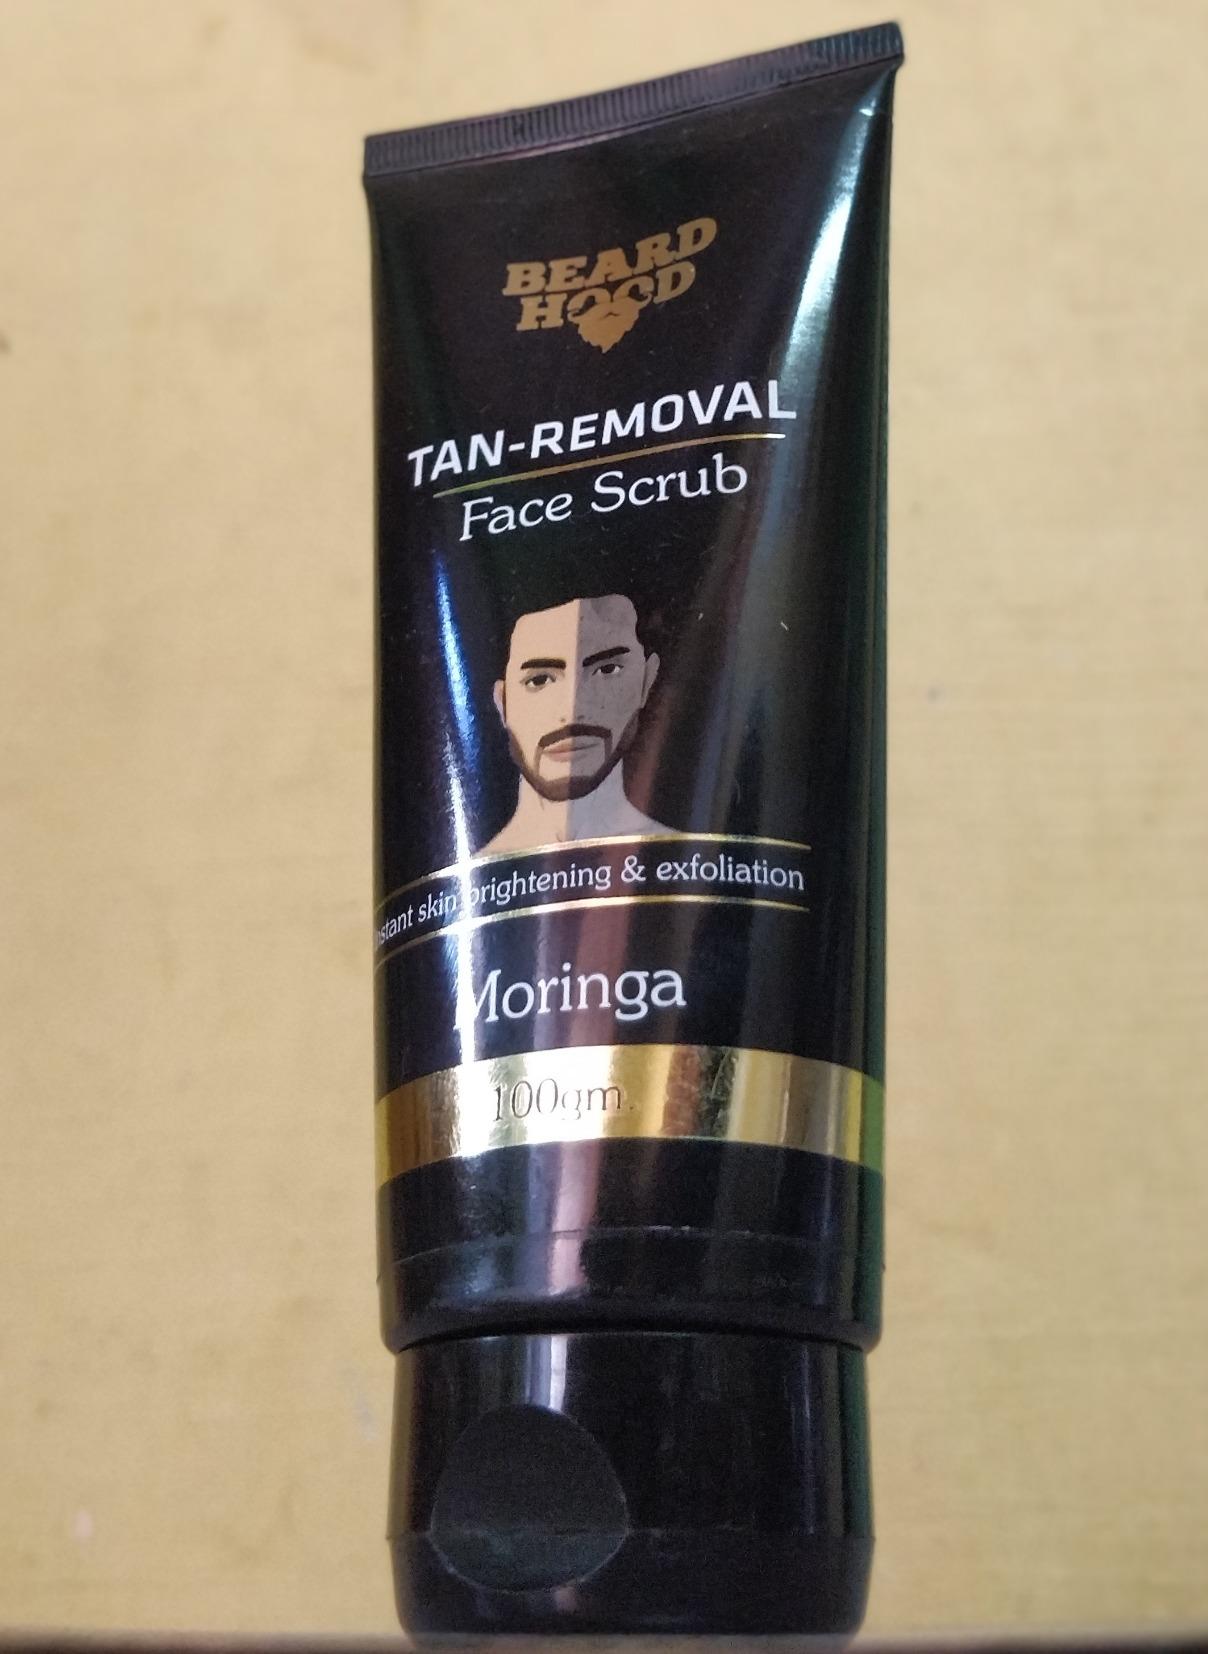 BEARD
HOOD
TAN-REMOVAL
Face Scrub
skin brightening & exfoliation
Moringa
100gm.